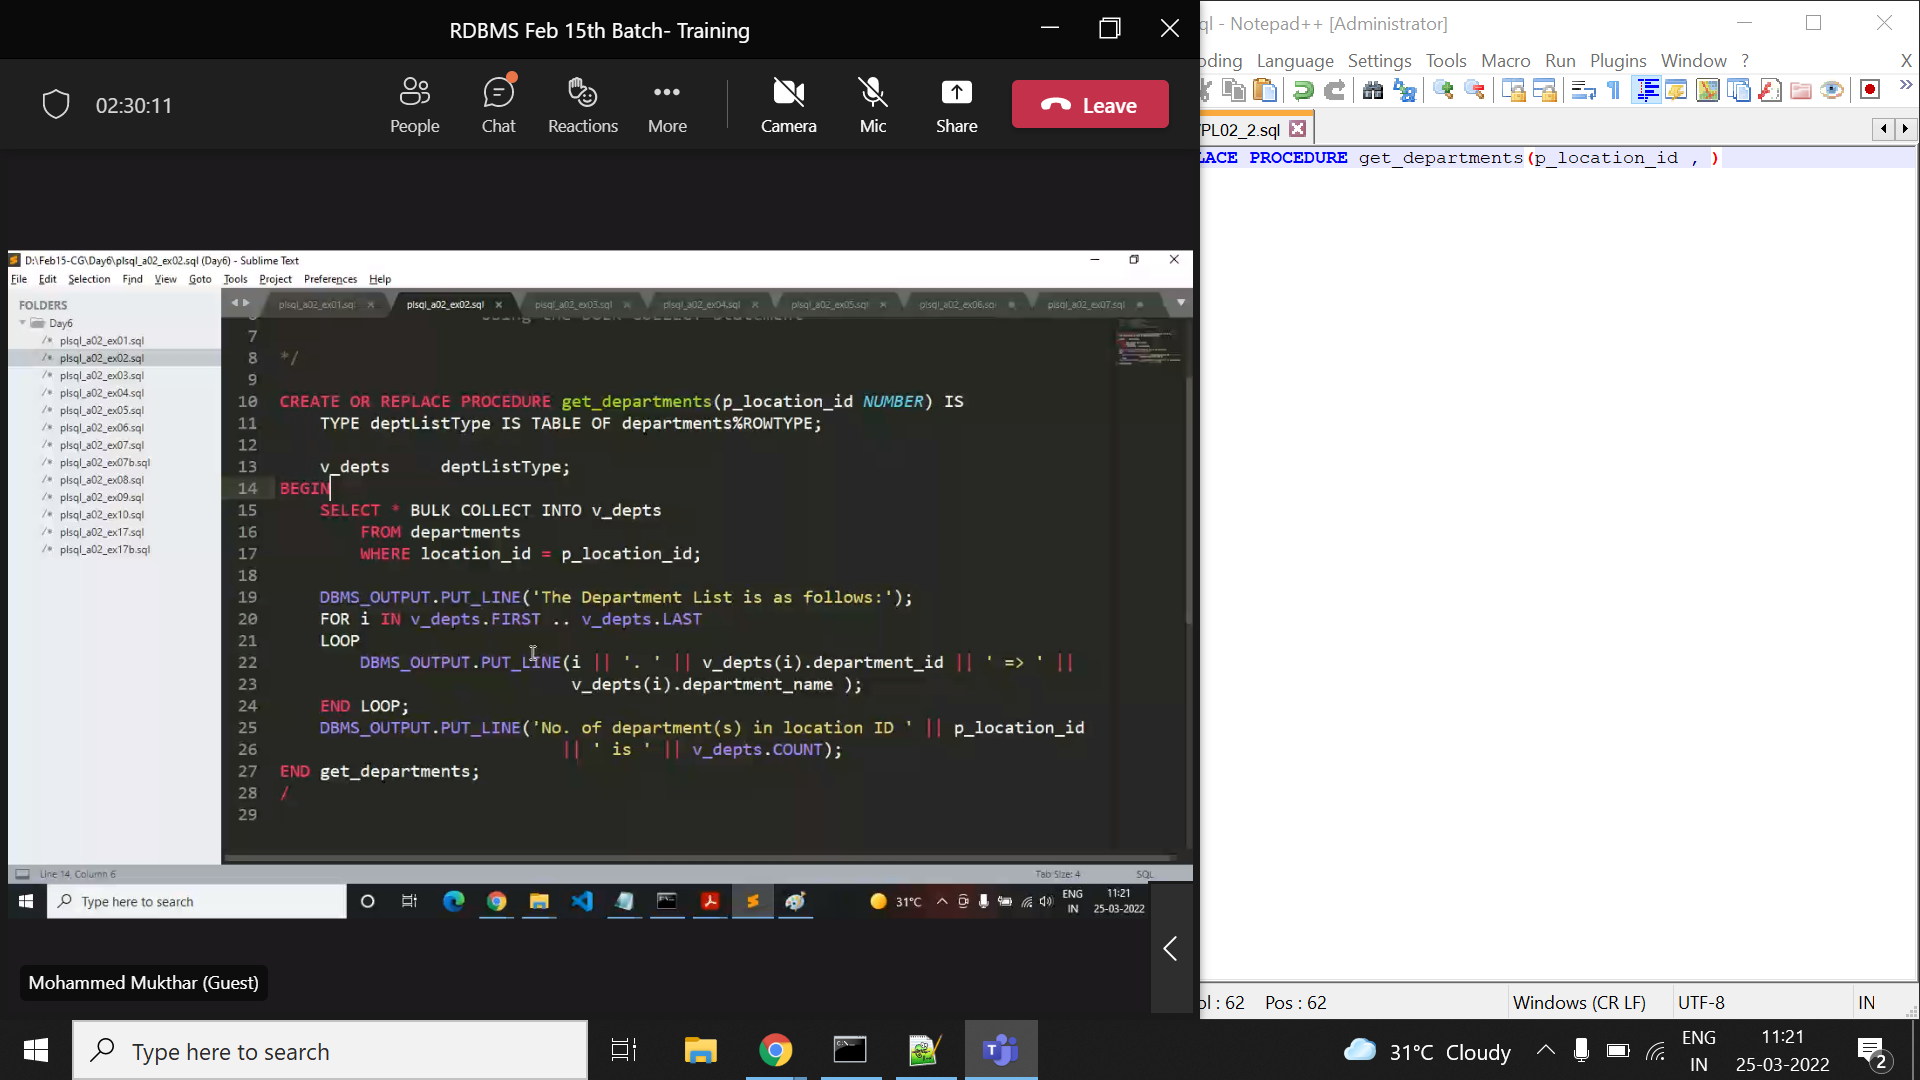 RDBMS Feb 15th Batch- Training
02:30:11
People
Chat
Reactions
More
Camera
Mic
Share
Leave
D:\Feb15-CG\Day6\plsql_a02_ex02.sql (Day6) - Sublime Text
File Edit Selection Find View Goto Tools Project Preferences Help
FOLDERS
Day6
/* plsql_a02_ex01.sql
/* plsql_a02_ex02.sql
/* plsql_a02_ex03.sql
/* plsql_a02_ex04.sql
/* plsql_a02_ex05.sql
/* plsql_a02_ex06.sql
/* plsql_a02_ex07.sql
/* plsql_a02_ex07b.sql
/* plsql_a02_ex08.sql
/* plsql_a02_ex09.sql
/* plsql_a02_ex10.sql
/* plsql_a02_ex17.sql
/* plsql_a02_ex17b.sql
plsql_a02_ex01.sql plsql_a02_ex02.sql plsql_a02_ex03.sql plsql_a02_ex04.sql plsql_a02_ex05.sql plsql_a02_ex06.sql plsql_a02_ex07.sql
7
8 */
9
10 CREATE OR REPLACE PROCEDURE get_departments(p_location_id NUMBER) IS
11 TYPE deptListType IS TABLE OF departments%ROWTYPE;
12
13 v_depts deptListType;
14 BEGIN
15 SELECT * BULK COLLECT INTO v_depts
16 FROM departments
17 WHERE location_id = p_location_id;
18
19 DBMS_OUTPUT.PUT_LINE('The Department List is as follows:');
20 FOR i IN v_depts.FIRST .. v_depts.LAST
21 LOOP
22 DBMS_OUTPUT.PUT_LINE(i || '. ' || v_depts(i).department_id || ' => ' ||
23 v_depts(i).department_name );
24 END LOOP;
25 DBMS_OUTPUT.PUT_LINE('No. of department(s) in location ID ' || p_location_id
26 || ' is ' || v_depts.COUNT);
27 END get_departments;
28 /
29
Line 14, Column 6
Tab Size: 4
SQL
Type here to search
31°C
ENG
IN
11:21
25-03-2022
Mohammed Mukthar (Guest)
ql - Notepad++ [Administrator]
oding Language Settings Tools Macro Run Plugins Window ? X
PL02_2.sql
LACE PROCEDURE get_departments(p_location_id , )
ol : 62 Pos : 62
Windows (CR LF)
UTF-8
IN
Type here to search
31°C Cloudy
ENG
IN
11:21
25-03-2022
2